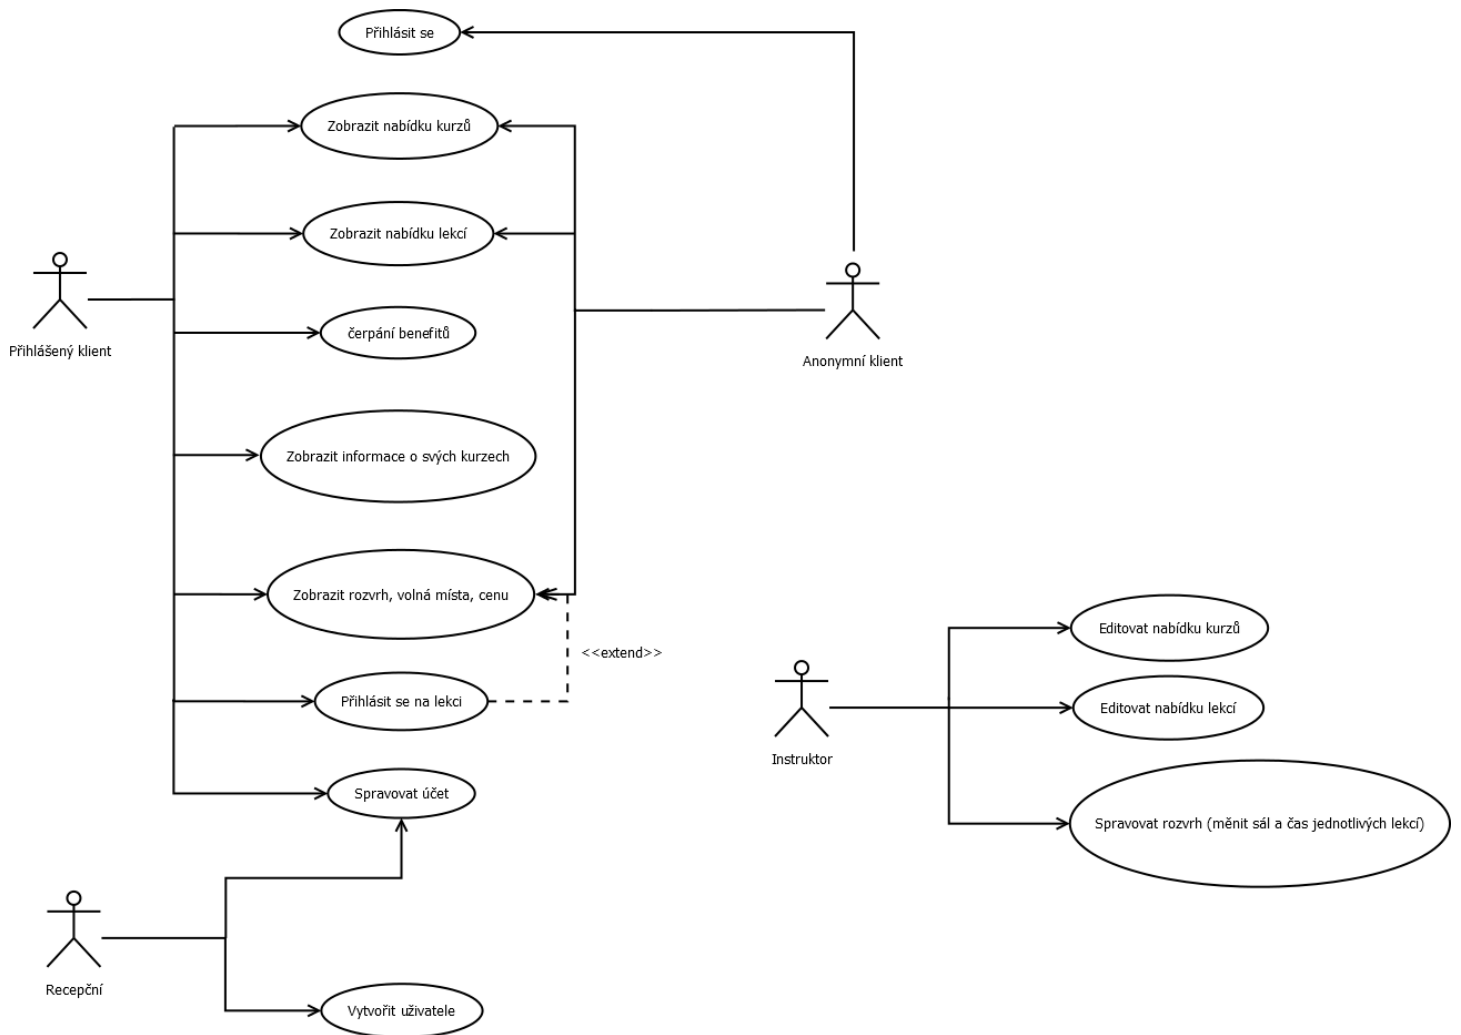 Přihlásit se
Zobrazit nabídku kurzů
Zobrazit nabídku lekcí
čerpání benefitů
Přihlášený klient
Anonymní klient
Zobrazit informace o svých kurzech
Zobrazit rozvrh, volná místa, cenu
<<extend>>
Přihlásit se na lekci
Spravovat účet
Recepční
Vytvořit uživatele
Editovat nabídku kurzů
Editovat nabídku lekcí
Instruktor
Spravovat rozvrh (měnit sál a čas jednotlivých lekcí)